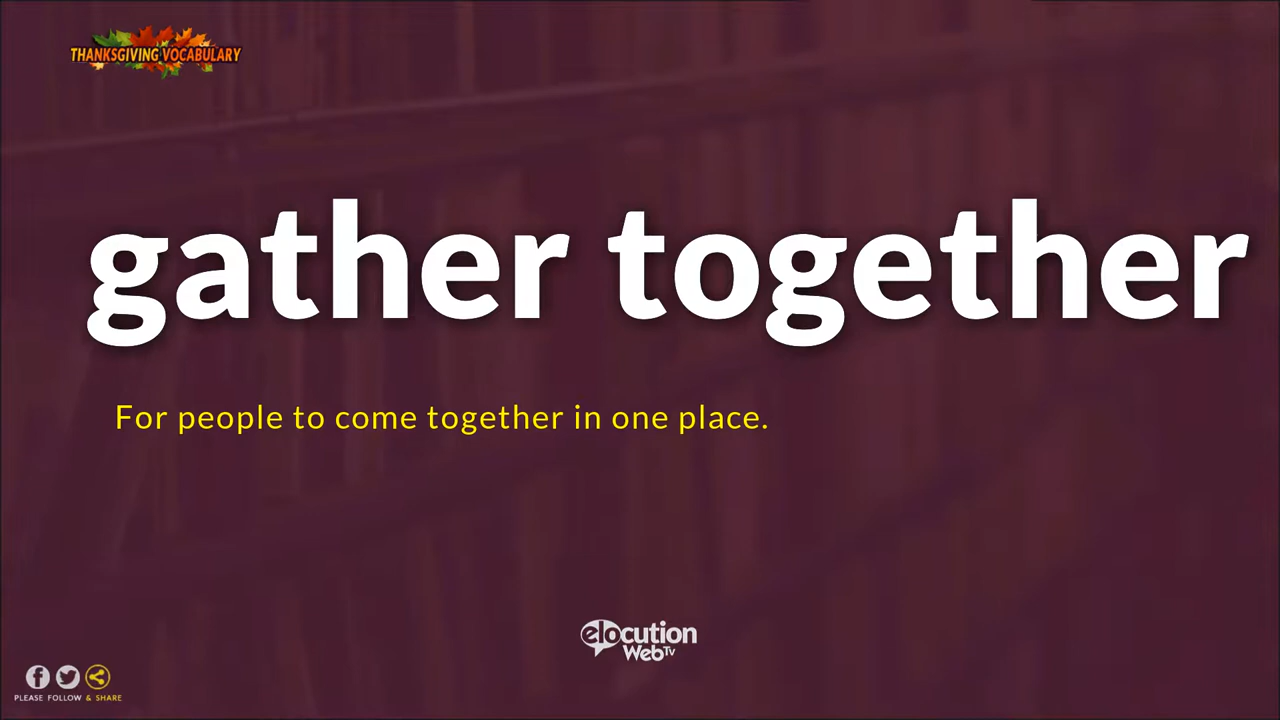 THANKSGIVING VOCABULARY
gather together
For people to come together in one place.
elocution
WebTv
PLEASE FOLLOW & SHARE